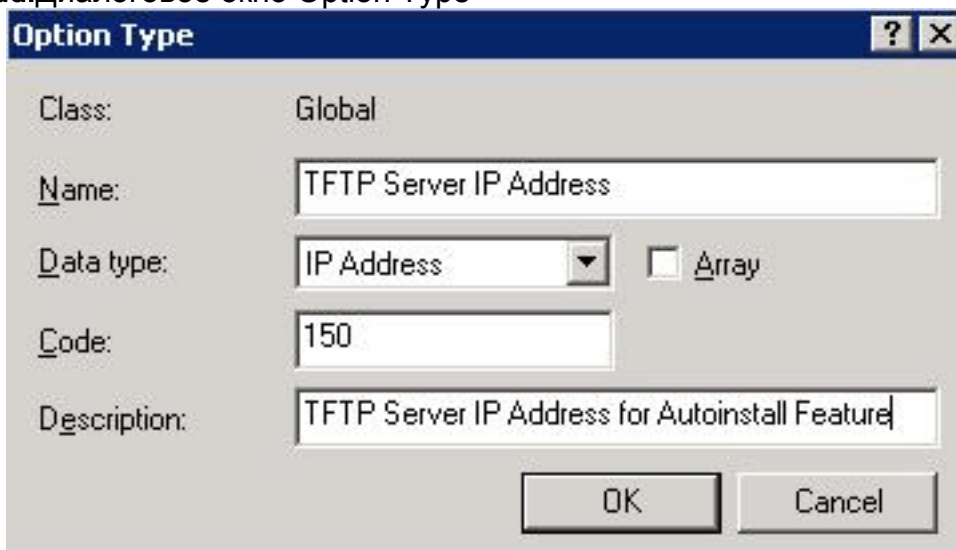 диалоговое окно Option Type
Option Type
Class: Global
Name: TFTP Server IP Address
Data type: IP Address Array
Code: 150
Description: TFTP Server IP Address for Autoinstall Feature
OK Cancel